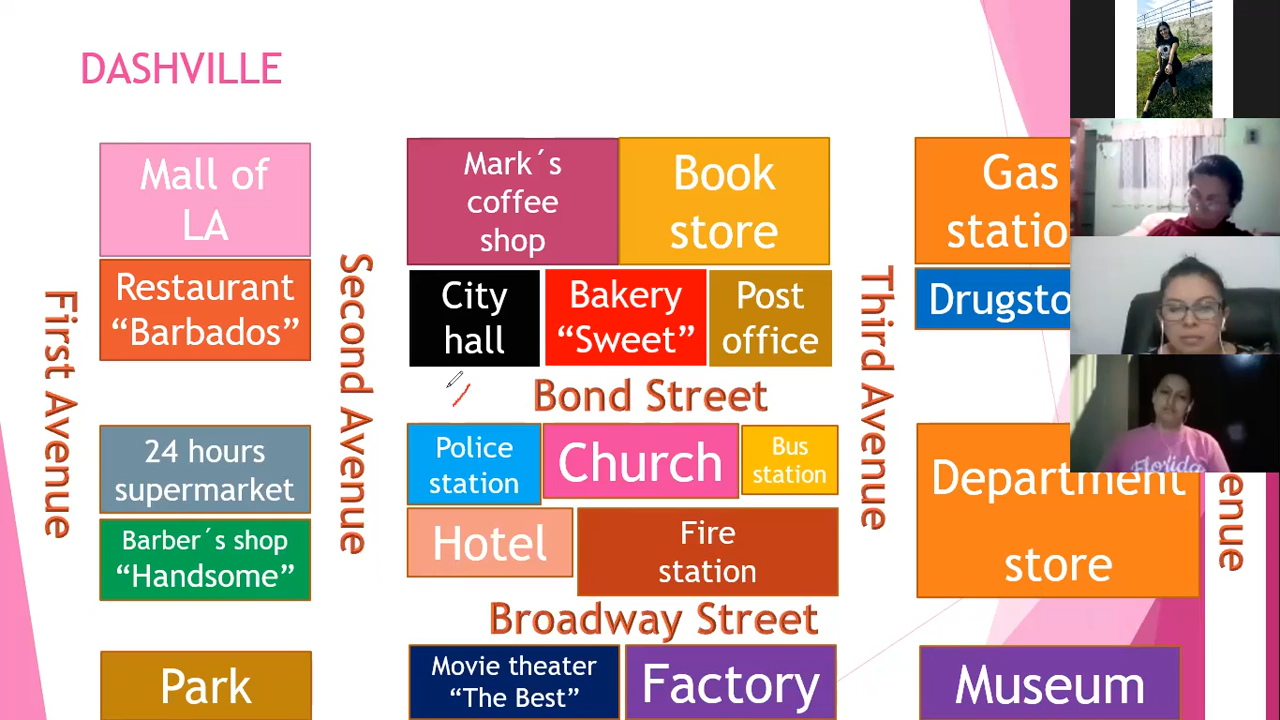 DASHVILLE
Mall of
LA
Restaurant
“Barbados”
First Avenue
Second Avenue
Mark´s
coffee
shop
Book
store
City
hall
Bakery
“Sweet”
Post
office
Third Avenue
Gas
statio
Drugsto
Bond Street
24 hours
supermarket
Barber´s shop
“Handsome”
Police
station
Church
Bus
station
Hotel
Fire
station
Department
store
enue
Florida
Broadway Street
Park
Movie theater
“The Best”
Factory
Museum